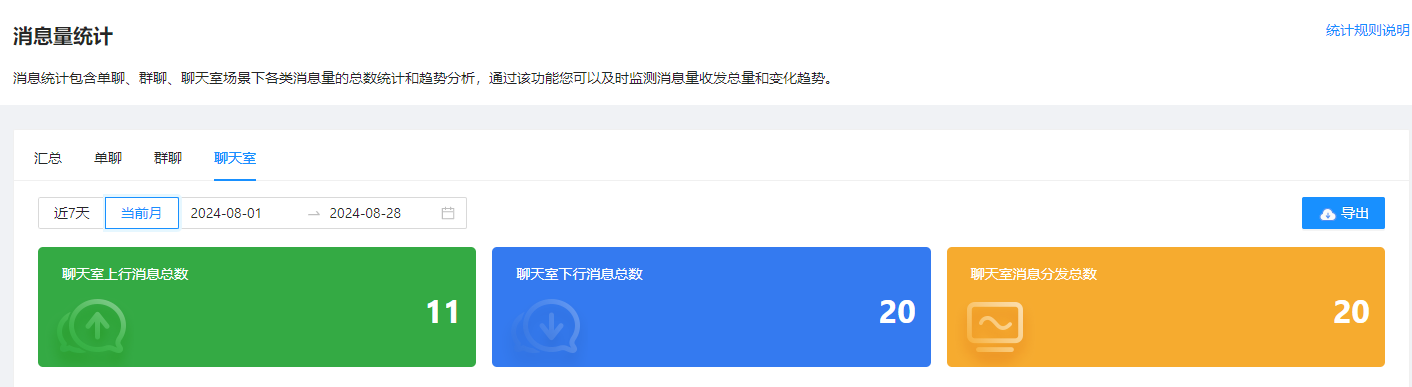 消息量统计
统计规则说明
消息统计包含单聊、群聊、聊天室场景下各类消息量的总数统计和趋势分析，通过该功能您可以及时监测消息量收发总量和变化趋势。
汇总 单聊 群聊 聊天室
近7天 当前月 2024-08-01 → 2024-08-28 导出
聊天室上行消息总数
11
聊天室下行消息总数
20
聊天室消息分发总数
20